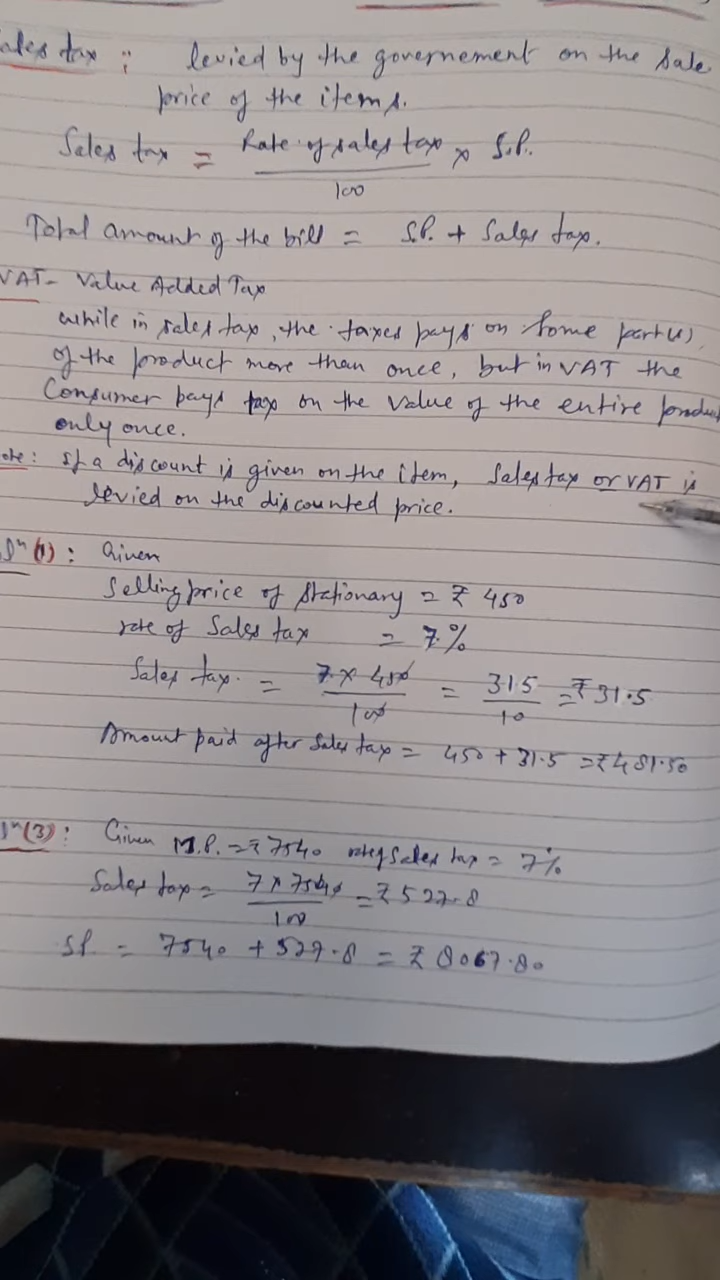 ales tax : levied by the governement on the sale
price of the items.
Sales tax = Rate of sales tax × S.P.
100
Total amount of the bill = S.P. + Sales tax.
VAT- Value Added Tax
while in sales tax, the taxes pays on some part(s)
of the product more than once, but in VAT the
Consumer pays tax on the value of the entire product
only once.
ote: If a discount is given on the item, Sales tax or VAT is
levied on the discounted price.
Sⁿ(1): Given
Selling price of Stationary = ₹ 450
rate of Sales tax = 7%
Sales tax. = 7 × 450 = 315 = ₹31.5
100 10
Amount paid after Sales tax = 450 + 31.5 = ₹481.50
lⁿ(3): Given M.P. = ₹ 7540 rate of Sales tax = 7%
Sales tax = 7 × 7540 = ₹527.8
100
SP = 7540 + 527.8 = ₹ 8067.80